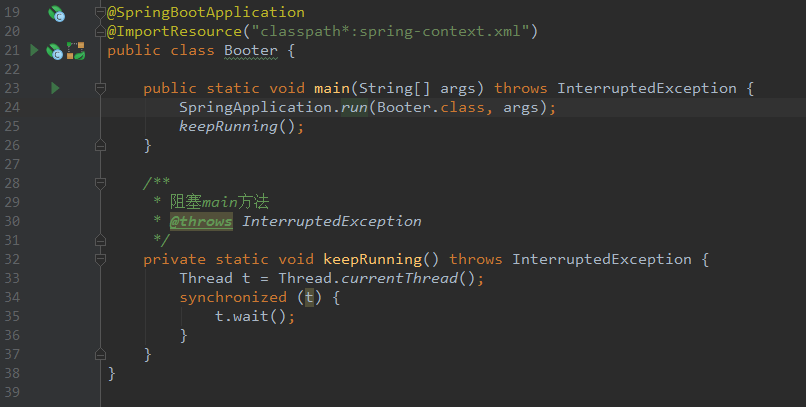 19 @SpringBootApplication
20 @ImportResource("classpath*:spring-context.xml")
21 public class Booter {
22
23     public static void main(String[] args) throws InterruptedException {
24         SpringApplication.run(Booter.class, args);
25         keepRunning();
26     }
27
28     /**
29      * 阻塞main方法
30      * @throws InterruptedException
31      */
32     private static void keepRunning() throws InterruptedException {
33         Thread t = Thread.currentThread();
34         synchronized (t) {
35             t.wait();
36         }
37     }
38 }
39